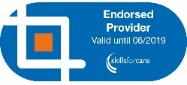 Endorsed
Provider
Valid until 06/2019
skillsforcare